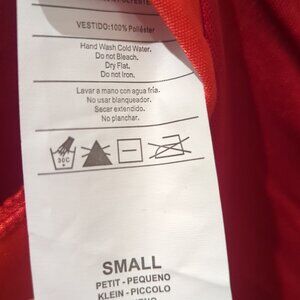 VESTIDO:100% Poliéster
Hand Wash Cold Water.
Do not Bleach.
Dry Flat.
Do not Iron.
Lavar a mano con agua fría.
No usar blanqueador.
Secar extendido.
No planchar.
30C
SMALL
PETIT - PEQUENO
KLEIN - PICCOLO